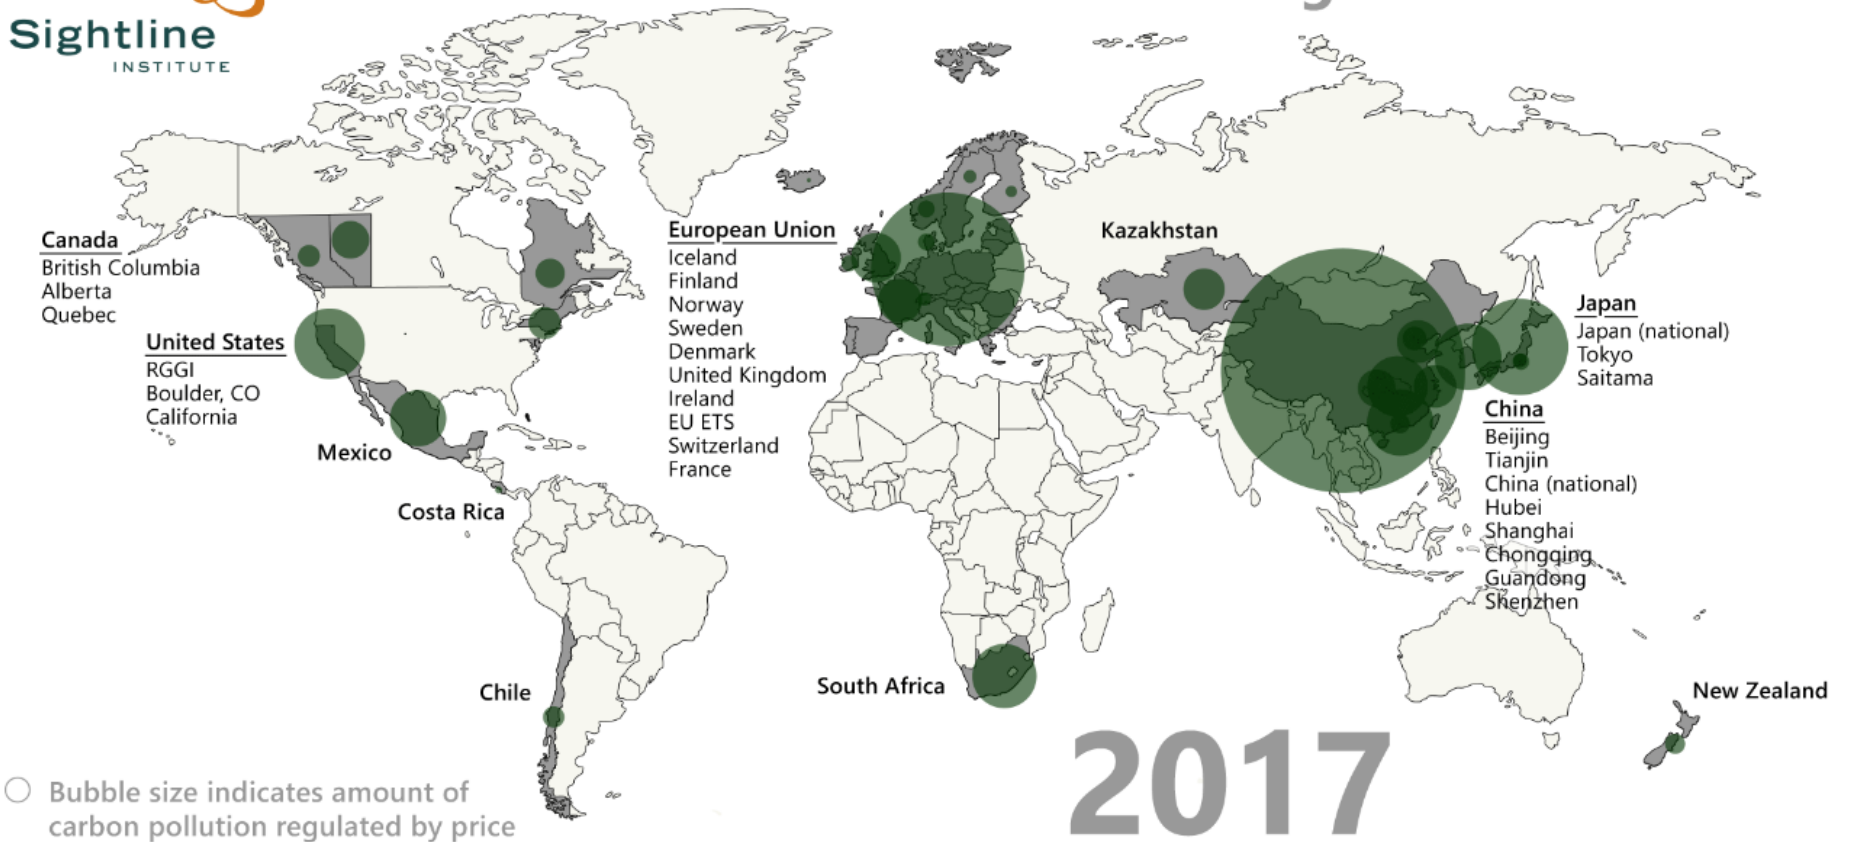 Sightline
INSTITUTE
Canada
British Columbia
Alberta
Quebec
United States
RGGI
Boulder, CO
California
Mexico
Costa Rica
Chile
European Union
Iceland
Finland
Norway
Sweden
Denmark
United Kingdom
Ireland
EU ETS
Switzerland
France
Kazakhstan
South Africa
Japan
Japan (national)
Tokyo
Saitama
China
Beijing
Tianjin
China (national)
Hubei
Shanghai
Chongqing
Guandong
Shenzhen
New Zealand
2017
Bubble size indicates amount of
carbon pollution regulated by price